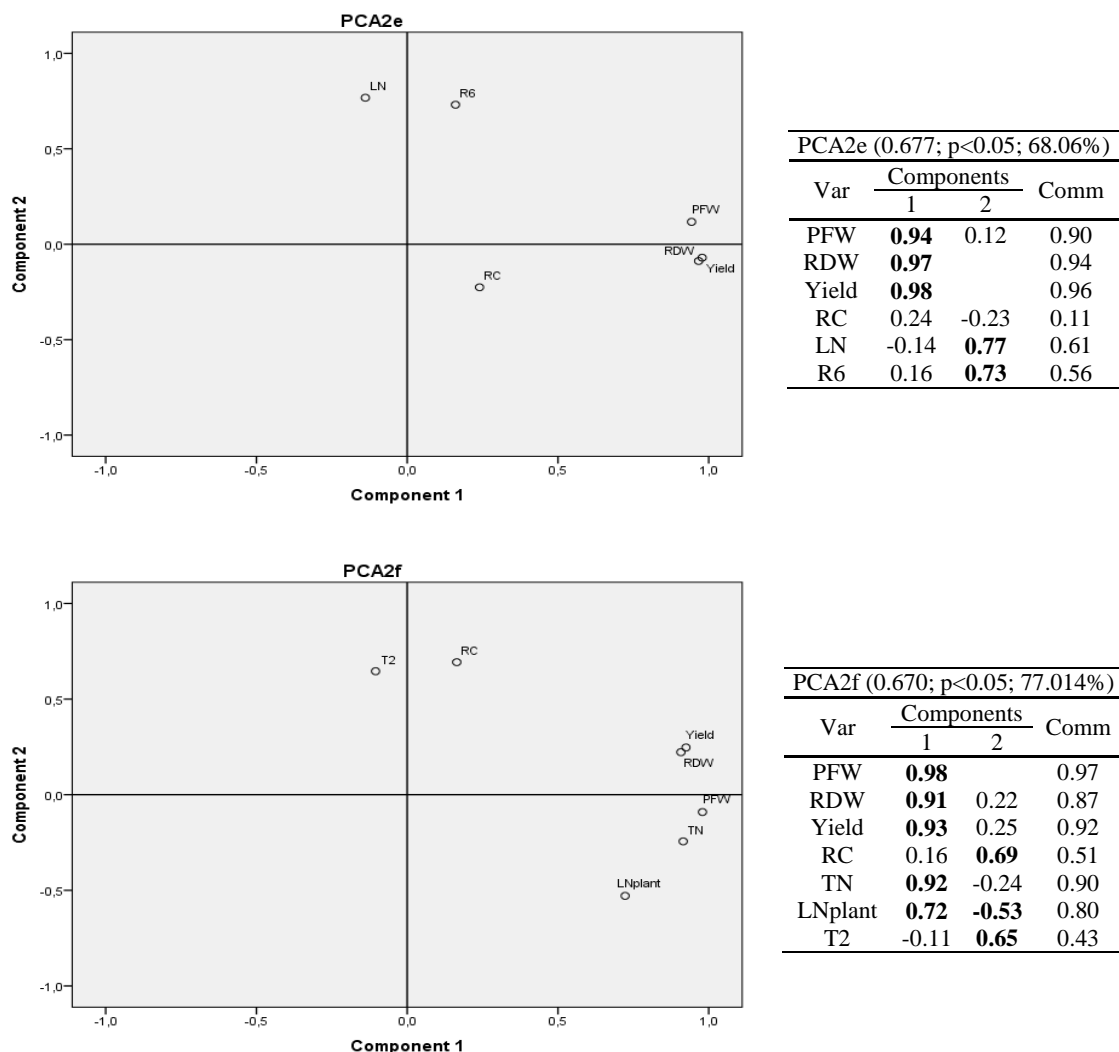 PCA2e
1,0
LN
R6
0,5
PFW
0,0
RDW
Yield
RC
-0,5
-1,0
-1,0 -0,5 0,0 0,5 1,0
Component 2
Component 1
PCA2e (0.677; p<0.05; 68.06%)
Var Components Comm
1 2
PFW 0.94 0.12 0.90
RDW 0.97 0.94
Yield 0.98 0.96
RC 0.24 -0.23 0.11
LN -0.14 0.77 0.61
R6 0.16 0.73 0.56
PCA2f
1,0
T2
RC
0,5
Yield
RDW
0,0
PFW
TN
LNplant
-0,5
-1,0
-1,0 -0,5 0,0 0,5 1,0
Component 2
Component 1
PCA2f (0.670; p<0.05; 77.014%)
Var Components Comm
1 2
PFW 0.98 0.97
RDW 0.91 0.22 0.87
Yield 0.93 0.25 0.92
RC 0.16 0.69 0.51
TN 0.92 -0.24 0.90
LNplant 0.72 -0.53 0.80
T2 -0.11 0.65 0.43